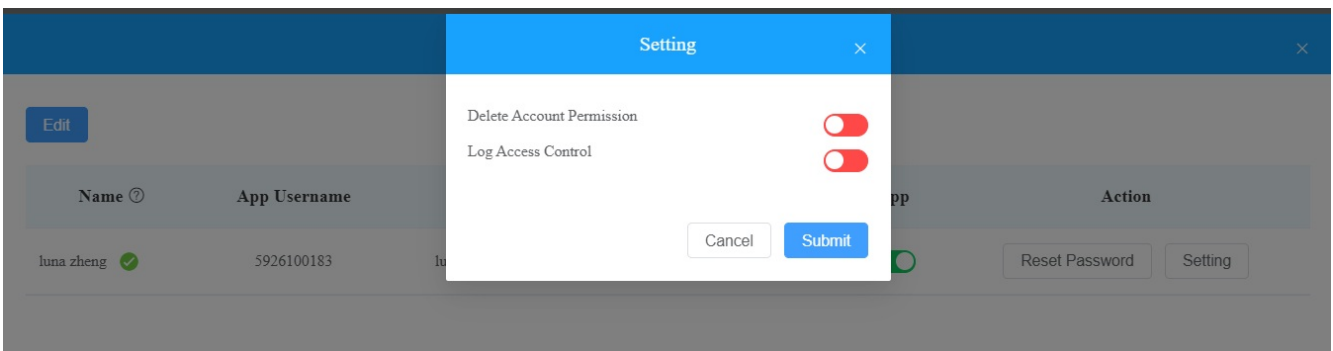 Setting
Edit
Delete Account Permission
Log Access Control
Name App Username pp Action
Cancel Submit
luna zheng 5926100183 lu Reset Password Setting